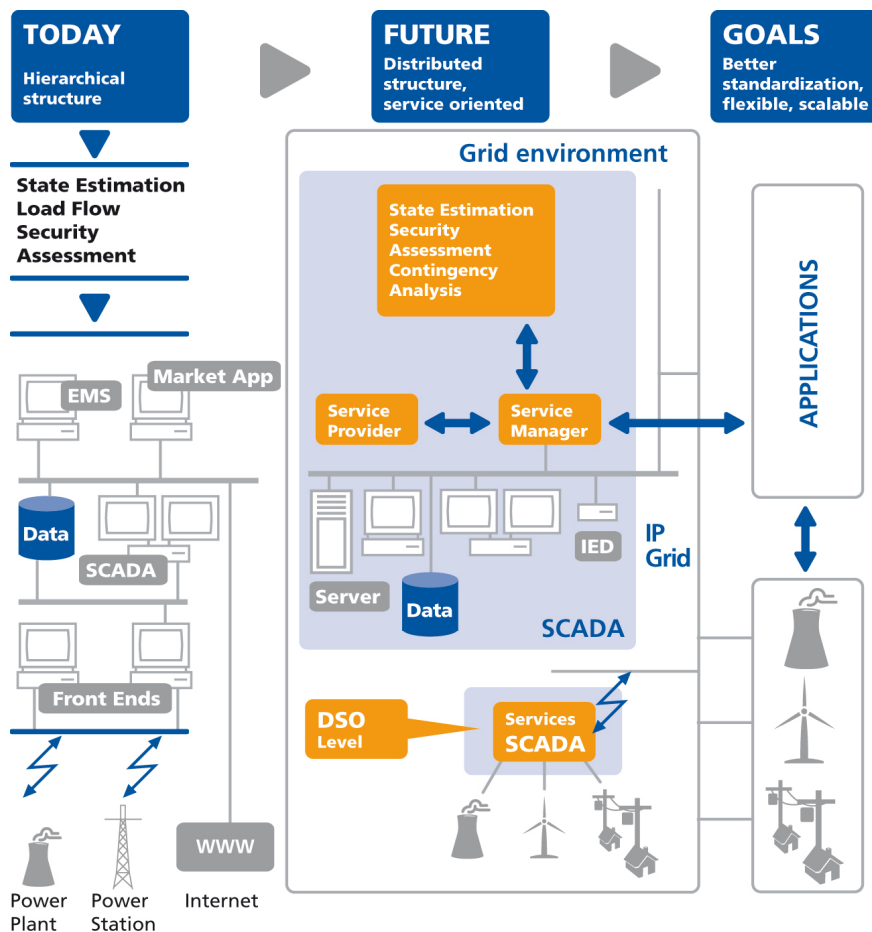 TODAY
Hierarchical
structure
FUTURE
Distributed
structure,
service oriented
GOALS
Better
standardization,
flexible, scalable
State Estimation
Load Flow
Security
Assessment
EMS
Market App
Data
SCADA
Front Ends
WWW
Power
Plant
Power
Station
Internet
Grid environment
State Estimation
Security
Assessment
Contingency
Analysis
Service
Provider
Service
Manager
Server
Data
IED
IP
Grid
SCADA
DSO
Level
Services
SCADA
APPLICATIONS